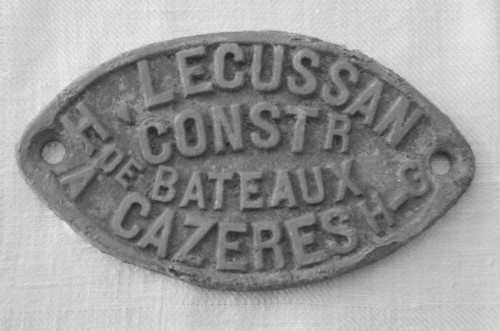 H. LECUSSAN
CONSTR
DE BATEAUX
A CAZERES H-G